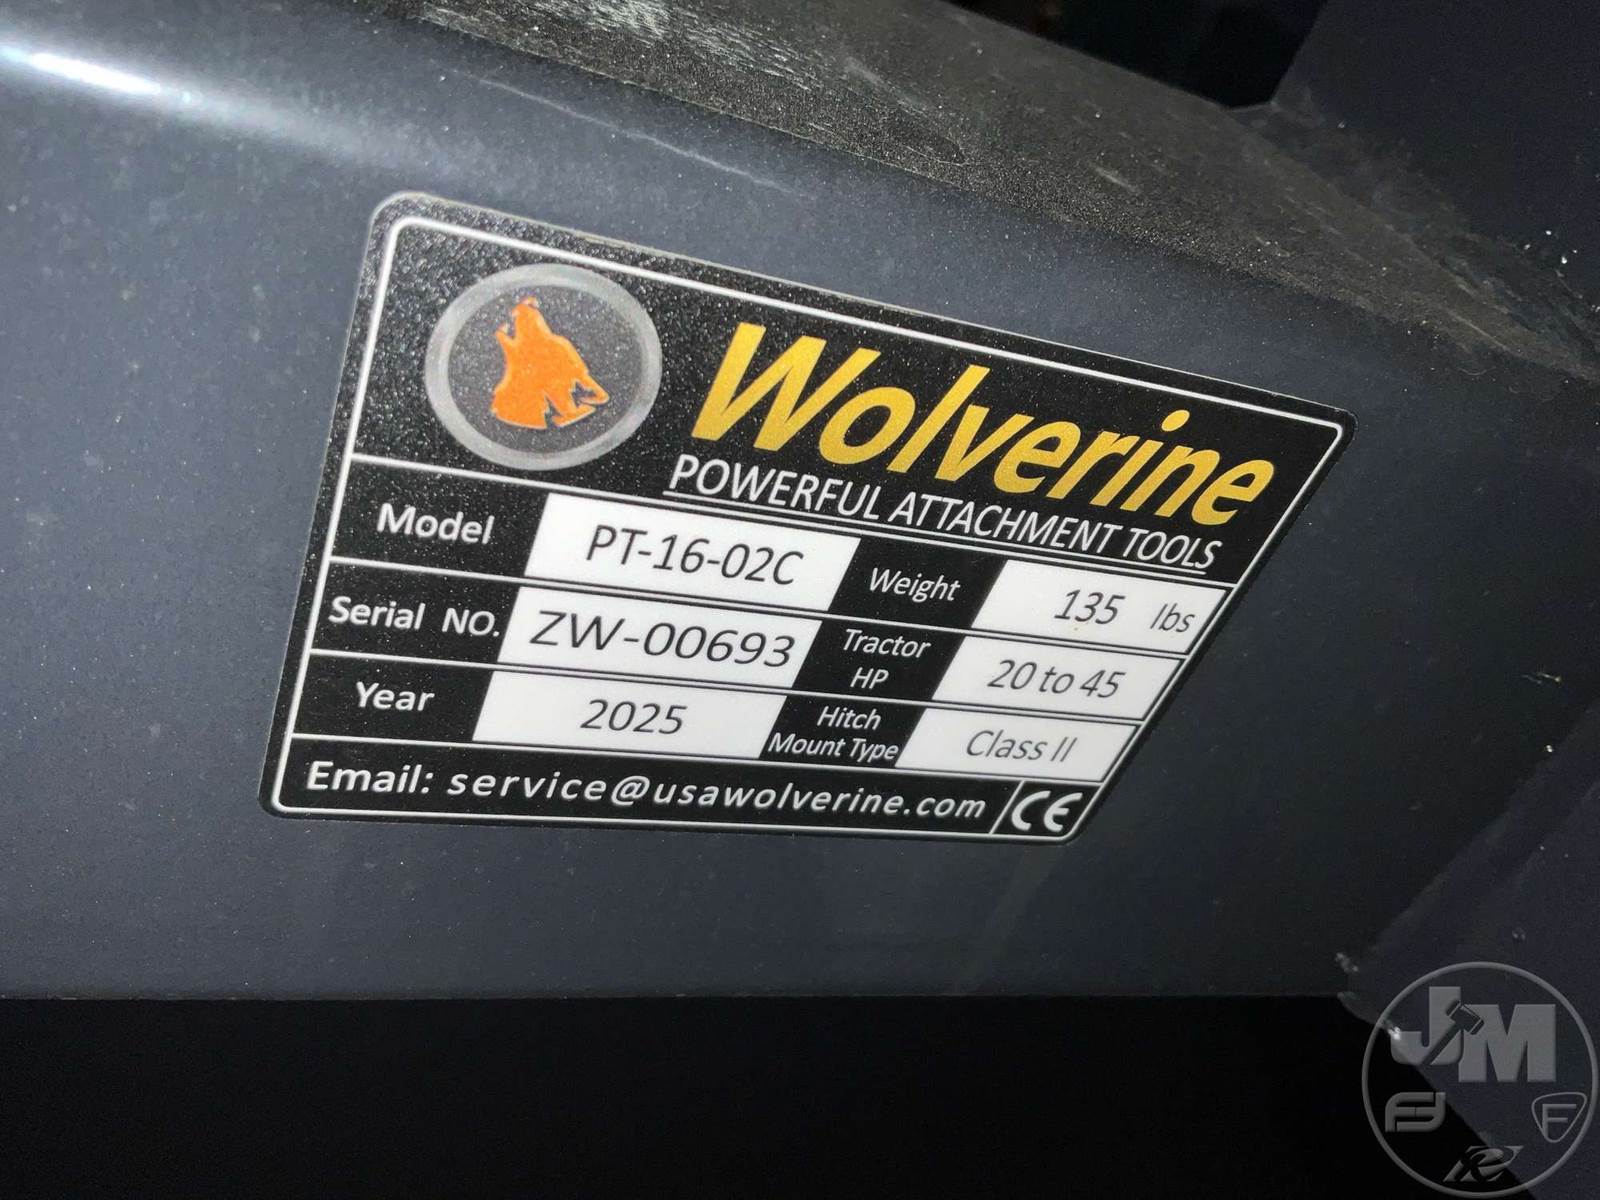 Wolverine
POWERFUL ATTACHMENT TOOLS
Model PT-16-02C Weight 135 lbs
Serial NO. ZW-00693 Tractor HP 20 to 45
Year 2025 Hitch Mount Type Class II
Email: service@usawolverine.com CE
JM
F